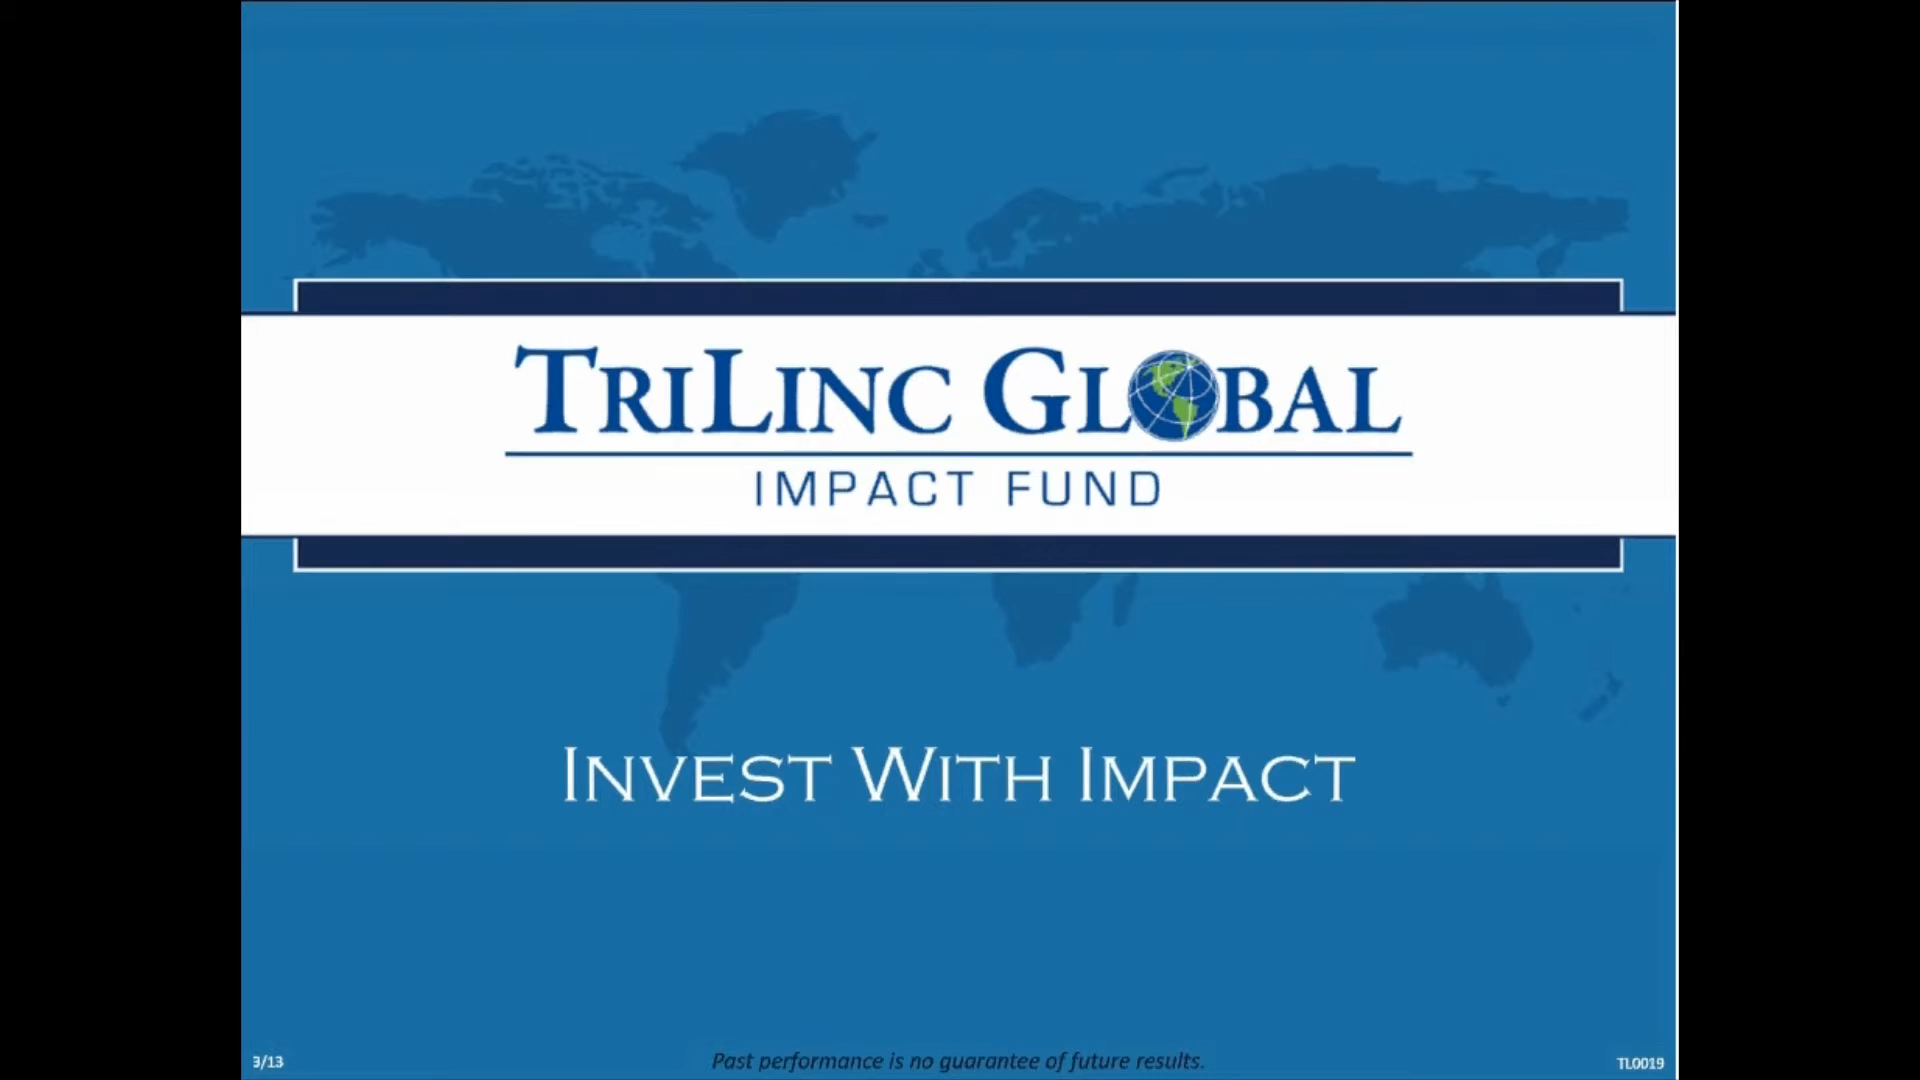 TRILINC GLOBAL
IMPACT FUND
INVEST WITH IMPACT
3/13
Past performance is no guarantee of future results.
TL0019